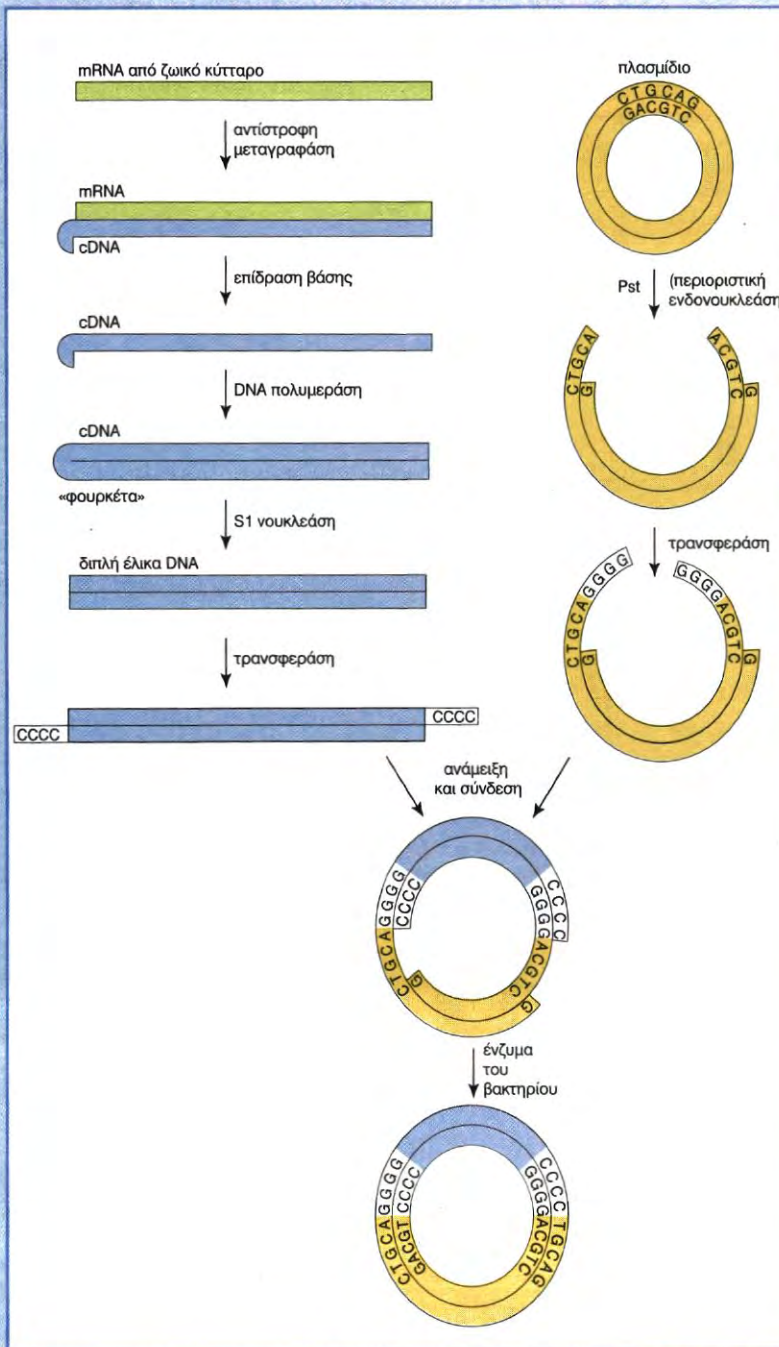 mRNA από ζωικό κύτταρο
αντίστροφη
μεταγραφάση
mRNA
cDNA
επίδραση βάσης
cDNA
DNA πολυμεράση
cDNA
«φουρκέτα»
S1 νουκλεάση
διπλή έλικα DNA
τρανσφεράση
CCCC
CCCC
πλασμίδιο
CTGCAG
GACGTC
Pst
(περιοριστική
ενδονουκλεάση
CTGCA
G
ACGTC
G
τρανσφεράση
CTGCAGGGG
G
GGGGACGTC
G
ανάμειξη
και σύνδεση
CTGCAGGGG
CCCC
G
GGGGACGTC
CCCC
G
ένζυμα
του
βακτηρίου
CTGCAGGGG
GACGTCCCC
GGGGACGTC
CCCCTGCAG